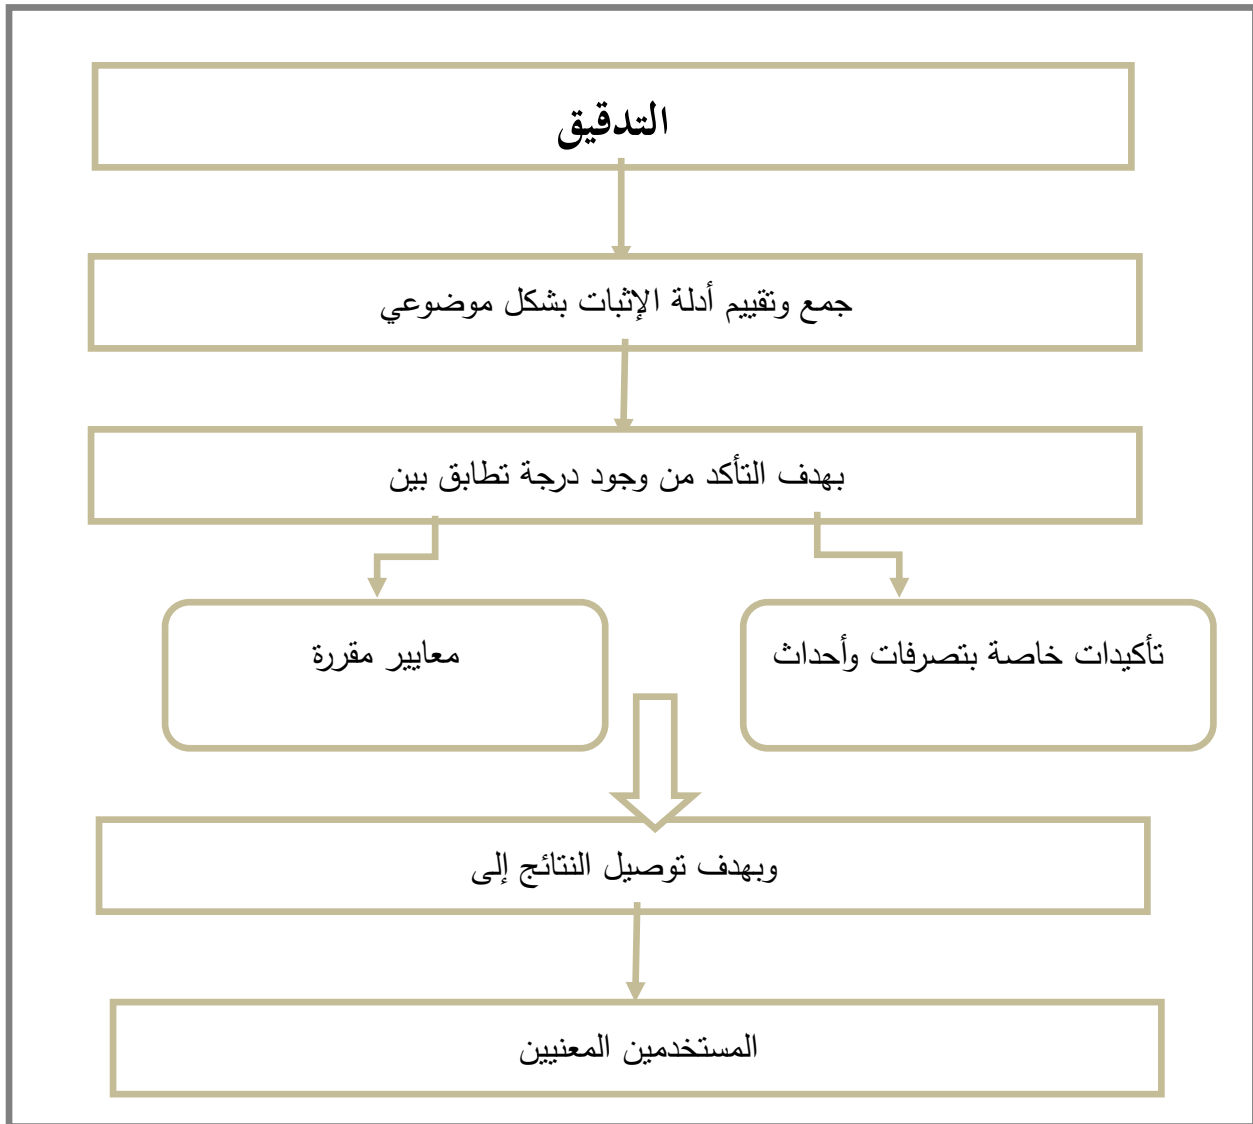 التدقيق
جمع وتقييم أدلة الإثبات بشكل موضوعي
بهدف التأكد من وجود درجة تطابق بين
تأكيدات خاصة بتصرفات وأحداث
معايير مقررة
وبهدف توصيل النتائج إلى
المستخدمين المعنيين